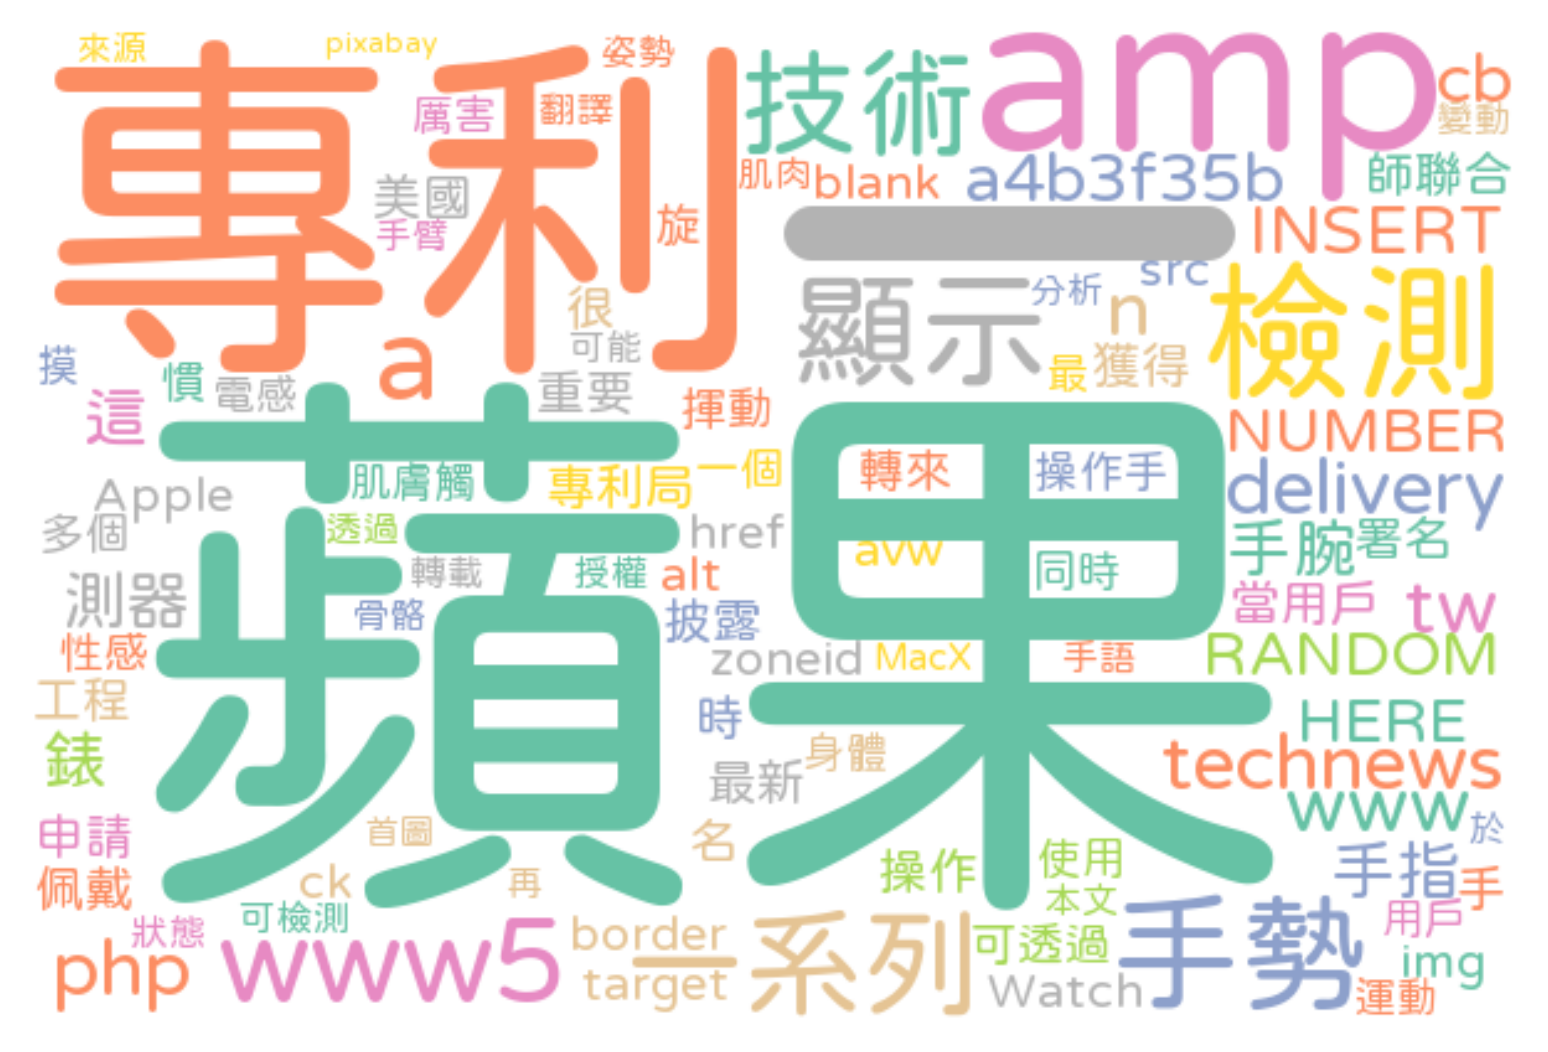 來源
pixabay
姿勢
專利
厲害
翻譯
技術
amp
cb
變動
美國
手臂
旋
肌肉
blank
a4b3f35b
師聯合
一
INSERT
很
可能
顯示
分析
src
n
檢測
最
獲得
摸
慣
電感
a
重要
揮動
這
NUMBER
蘋果
肌膚觸
專利局
一個
轉來
操作手
delivery
Apple
多個
透過
href
avw
同時
手腕
署名
測器
轉載
授權
alt
骨骼
披露
當用戶
tw
性感
zoneid
MacX
手語
RANDOM
工程
時
HERE
錶
最新
身體
technews
www
於
申請
首圖
名
佩戴
ck
再
操作
使用
本文
手指
手
狀態
可檢測
php
www5
border
一
target
系列
可透過
Watch
手勢
用戶
img
運動